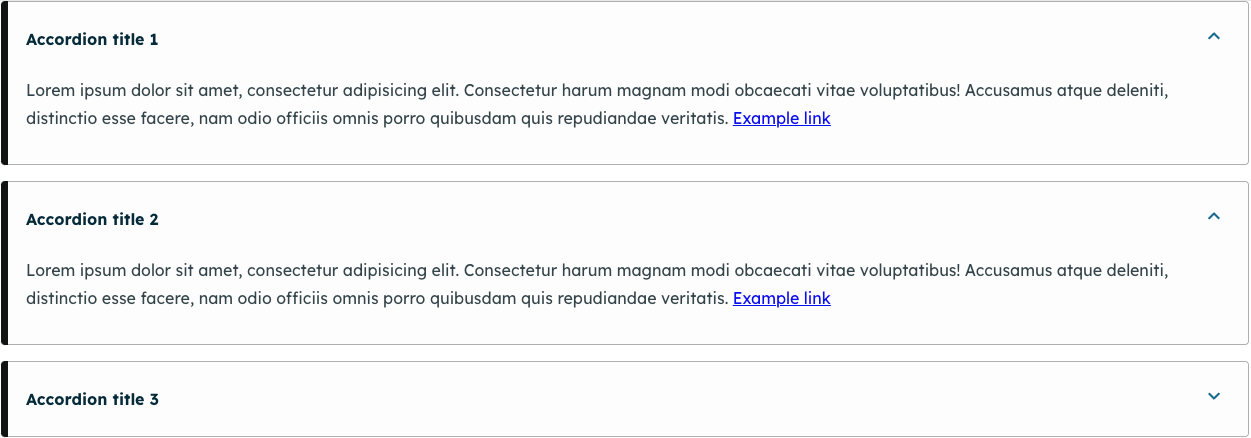 Accordion title 1
Lorem ipsum dolor sit amet, consectetur adipisicing elit. Consectetur harum magnam modi obcaecati vitae voluptatibus! Accusamus atque deleniti,
distinctio esse facere, nam odio officiis omnis porro quibusdam quis repudiandae veritatis. Example link
Accordion title 2
Lorem ipsum dolor sit amet, consectetur adipisicing elit. Consectetur harum magnam modi obcaecati vitae voluptatibus! Accusamus atque deleniti,
distinctio esse facere, nam odio officiis omnis porro quibusdam quis repudiandae veritatis. Example link
Accordion title 3